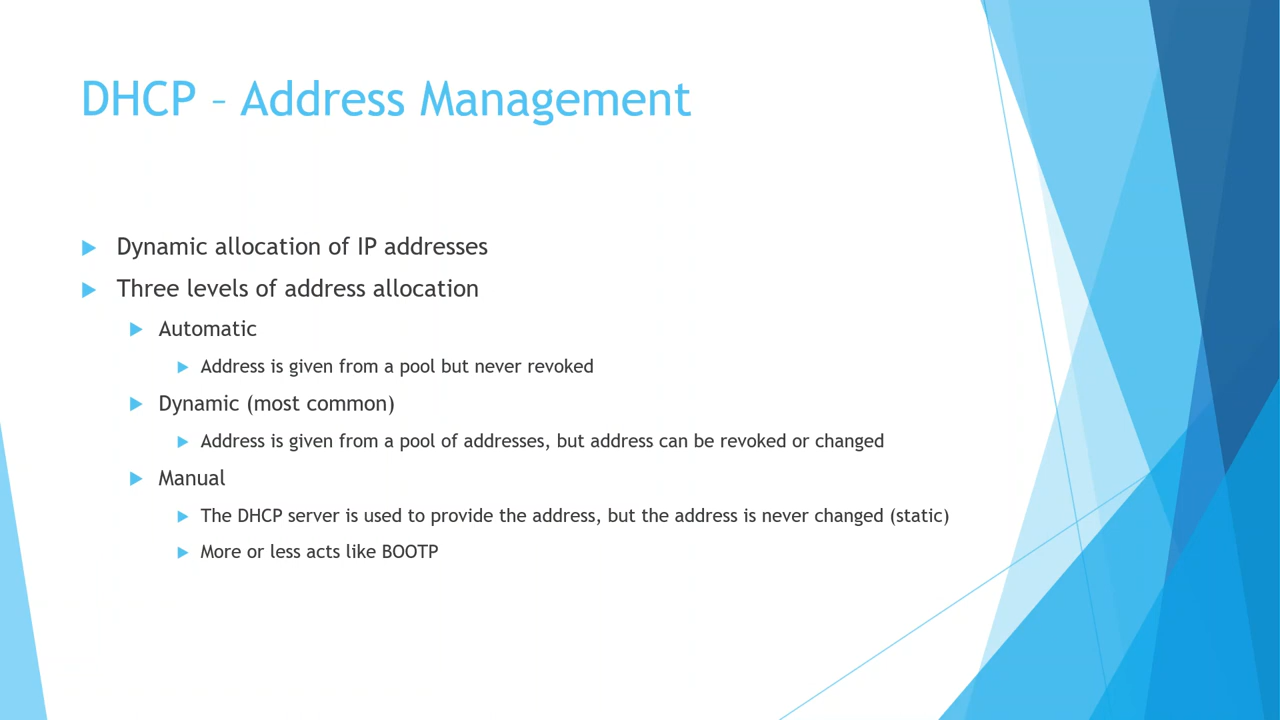 DHCP – Address Management
Dynamic allocation of IP addresses
Three levels of address allocation
Automatic
Address is given from a pool but never revoked
Dynamic (most common)
Address is given from a pool of addresses, but address can be revoked or changed
Manual
The DHCP server is used to provide the address, but the address is never changed (static)
More or less acts like BOOTP